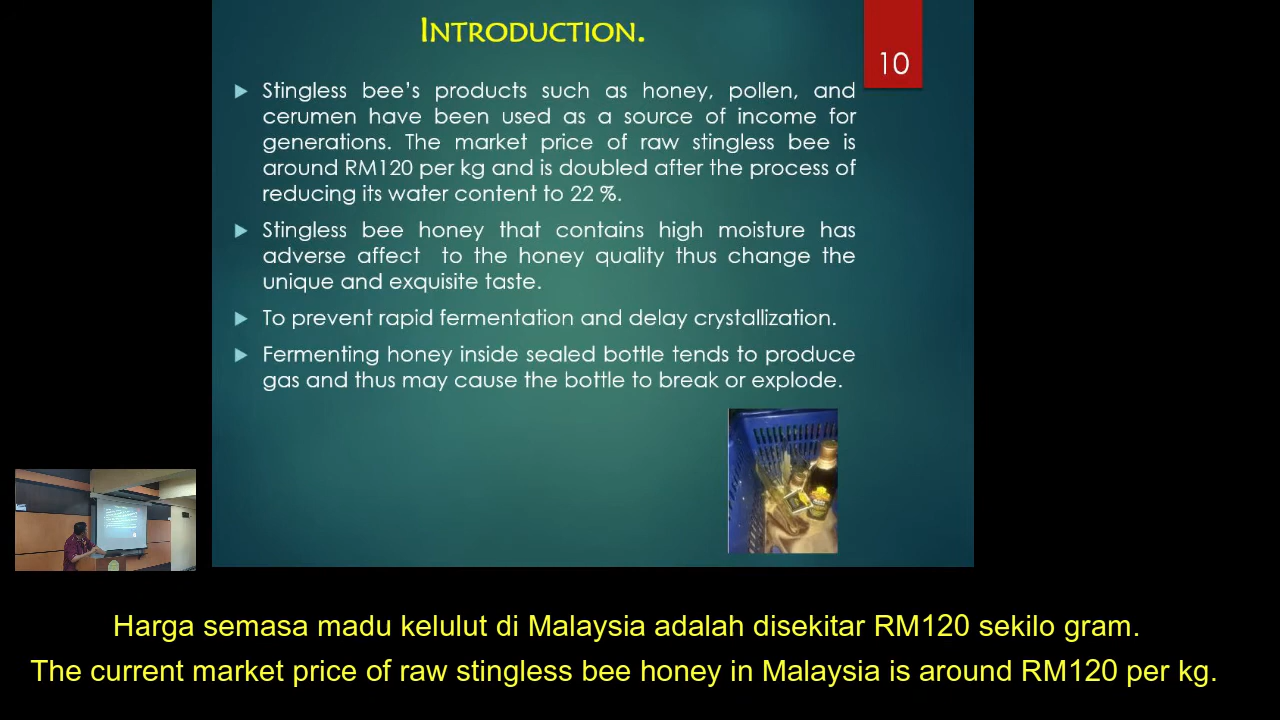 INTRODUCTION.
10
Stingless bee's products such as honey, pollen, and
cerumen have been used as a source of income for
generations. The market price of raw stingless bee is
around RM120 per kg and is doubled after the process of
reducing its water content to 22 %.
Stingless bee honey that contains high moisture has
adverse affect to the honey quality thus change the
unique and exquisite taste.
To prevent rapid fermentation and delay crystallization.
Fermenting honey inside sealed bottle tends to produce
gas and thus may cause the bottle to break or explode.
Harga semasa madu kelulut di Malaysia adalah disekitar RM120 sekilo gram.
The current market price of raw stingless bee honey in Malaysia is around RM120 per kg.